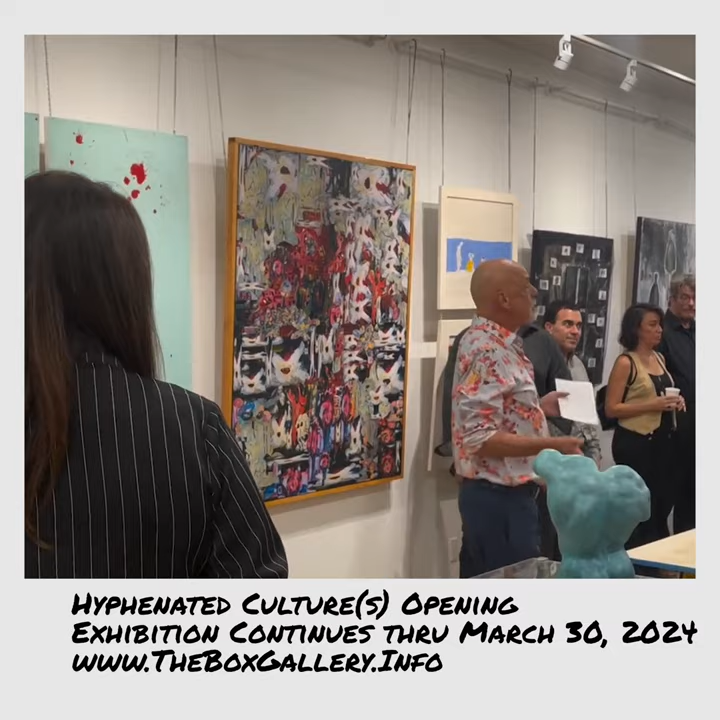 Hyphenated Culture(s) Opening
Exhibition Continues thru March 30, 2024
www.TheBoxGallery.Info